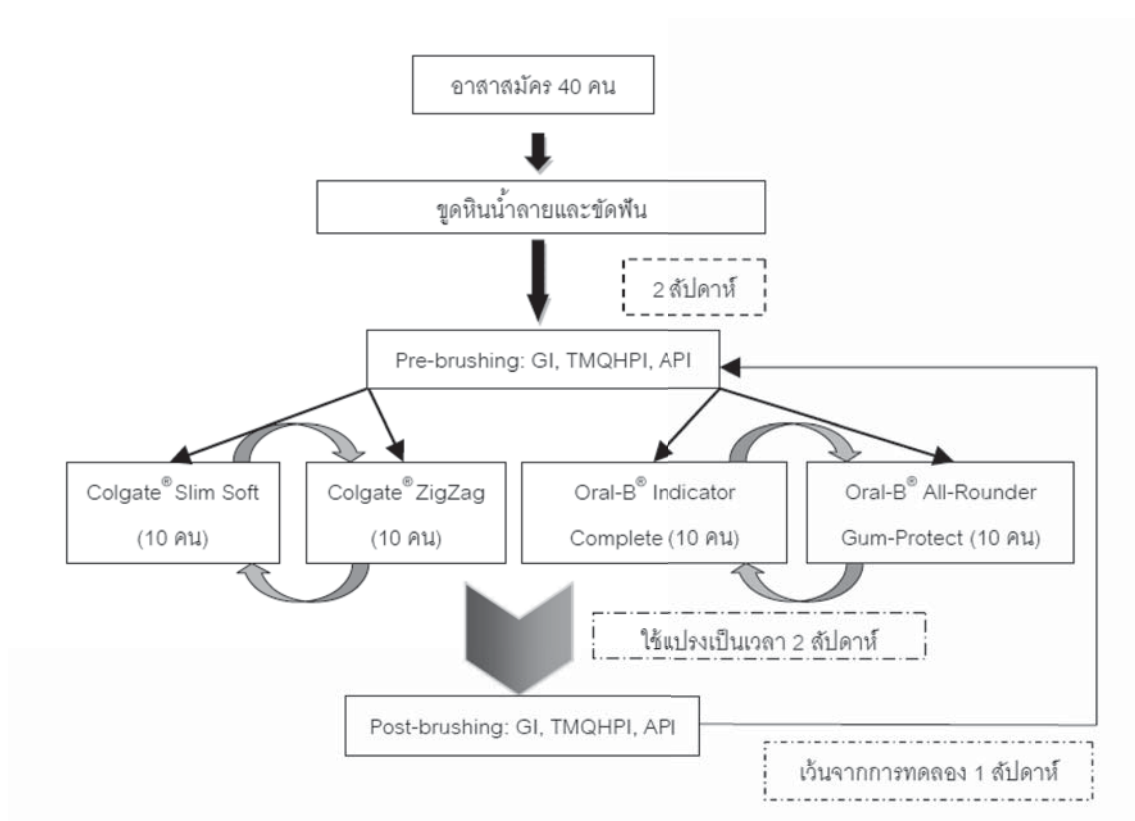 อาสาสมัคร 40 คน
ขูดหินน้ำลายและขัดฟัน
2 สัปดาห์
Pre-brushing: GI, TMQHPI, API
Colgate® Slim Soft
(10 คน)
Colgate® ZigZag
(10 คน)
Oral-B® Indicator
Complete (10 คน)
Oral-B® All-Rounder
Gum-Protect (10 คน)
ใช้แปรงเป็นเวลา 2 สัปดาห์
Post-brushing: GI, TMQHPI, API
เว้นจากการทดลอง 1 สัปดาห์